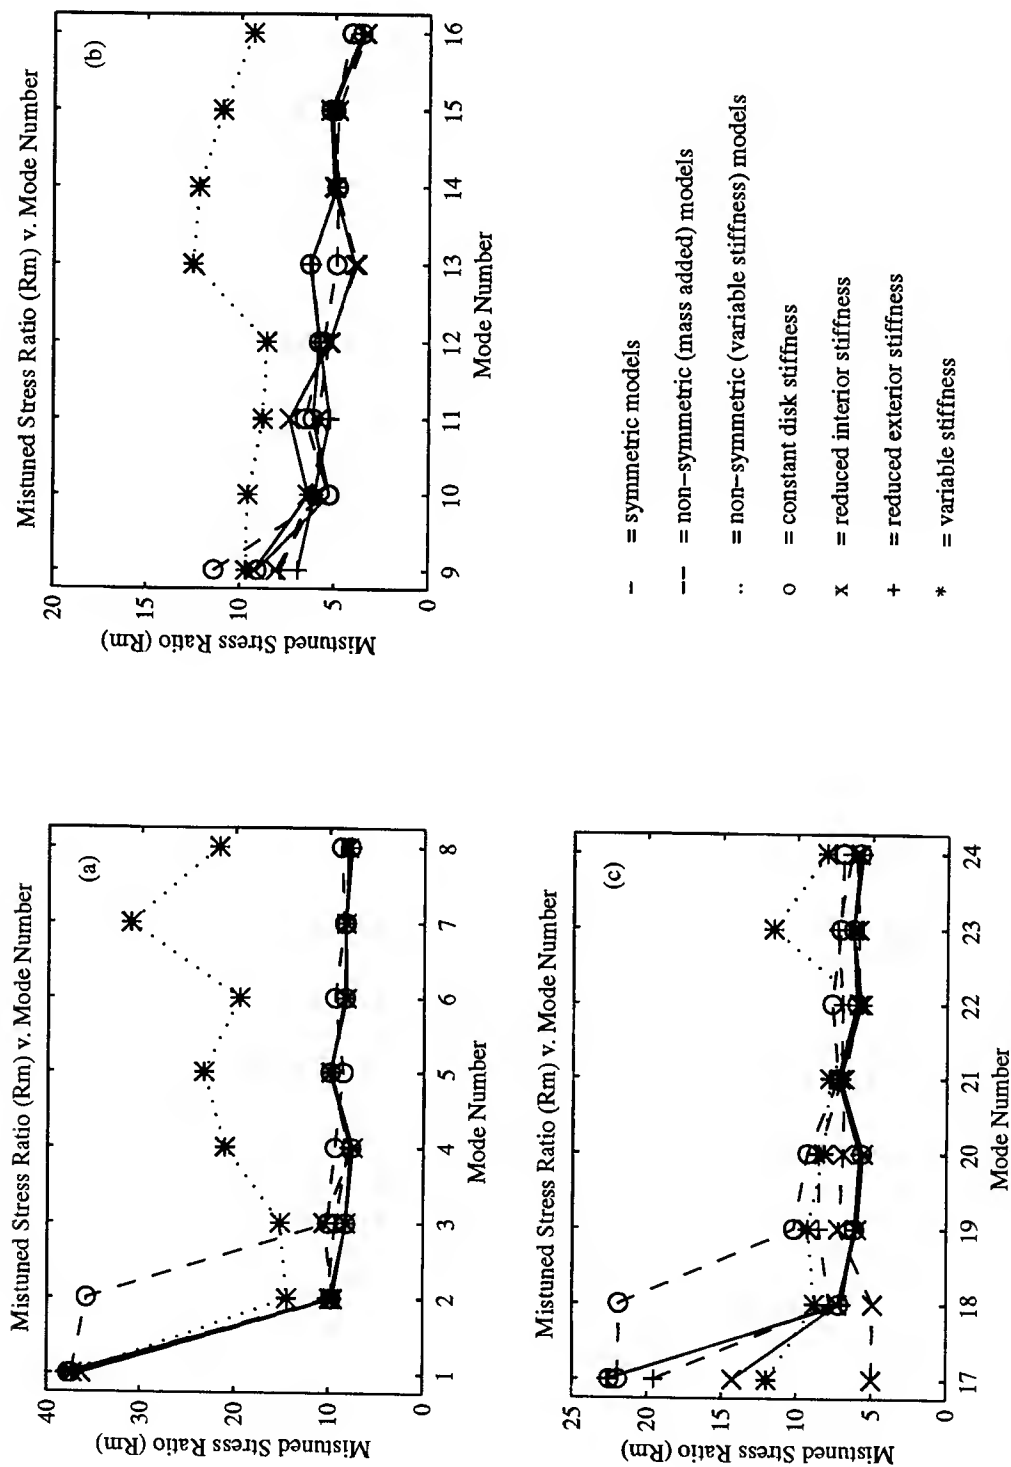 Mistuned Stress Ratio (Rm) v. Mode Number
(a)
40
30
20
10
0
1 2 3 4 5 6 7 8
Mode Number
Mistuned Stress Ratio (Rm)
Mistuned Stress Ratio (Rm) v. Mode Number
(b)
20
15
10
5
0
9 10 11 12 13 14 15 16
Mode Number
Mistuned Stress Ratio (Rm)
Mistuned Stress Ratio (Rm) v. Mode Number
(c)
25
20
15
10
5
0
17 18 19 20 21 22 23 24
Mode Number
Mistuned Stress Ratio (Rm)
– = symmetric models
-- = non–symmetric (mass added) models
.. = non–symmetric (variable stiffness) models
o = constant disk stiffness
x = reduced interior stiffness
+ = reduced exterior stiffness
* = variable stiffness